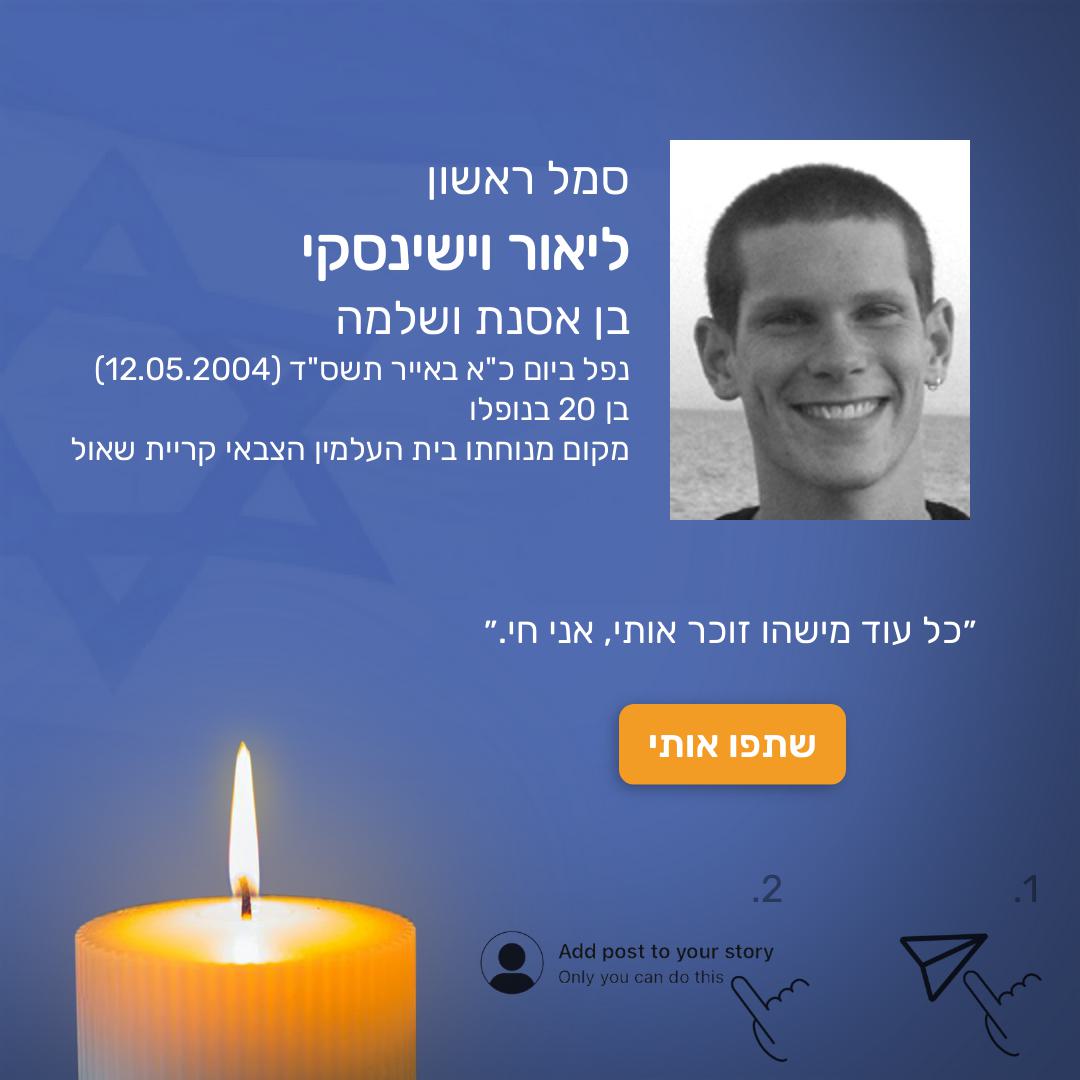 סמל ראשון
ליאור וישינסקי
בן אסנת ושלמה
נפל ביום כ"א באייר תשס"ד (12.05.2004)
בן 20 בנופלו
מקום מנוחתו בית העלמין הצבאי קריית שאול
״כל עוד מישהו זוכר אותי, אני חי.״
שתפו אותי
.1
.2
Add post to your story
Only you can do this